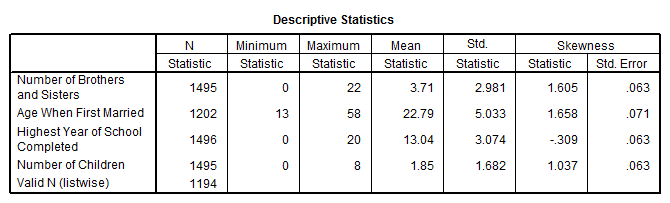 Descriptive Statistics
N Minimum Maximum Mean Std. Skewness
Statistic Statistic Statistic Statistic Statistic Statistic Std. Error
Number of Brothers
and Sisters 1495 0 22 3.71 2.981 1.605 .063
Age When First Married 1202 13 58 22.79 5.033 1.658 .071
Highest Year of School
Completed 1496 0 20 13.04 3.074 -.309 .063
Number of Children 1495 0 8 1.85 1.682 1.037 .063
Valid N (listwise) 1194